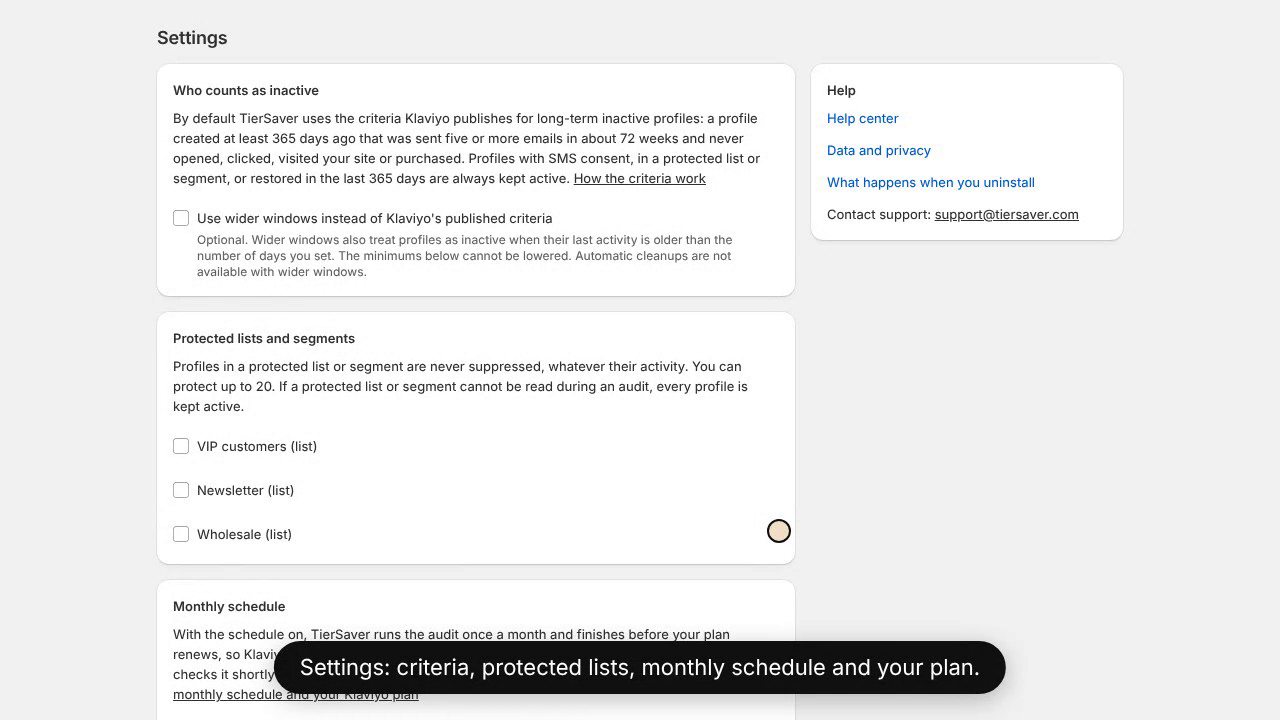 Settings
Who counts as inactive
By default TierSaver uses the criteria Klaviyo publishes for long-term inactive profiles: a profile
created at least 365 days ago that was sent five or more emails in about 72 weeks and never
opened, clicked, visited your site or purchased. Profiles with SMS consent, in a protected list or
segment, or restored in the last 365 days are always kept active. How the criteria work
Use wider windows instead of Klaviyo's published criteria
Optional. Wider windows also treat profiles as inactive when their last activity is older than the
number of days you set. The minimums below cannot be lowered. Automatic cleanups are not
available with wider windows.
Protected lists and segments
Profiles in a protected list or segment are never suppressed, whatever their activity. You can
protect up to 20. If a protected list or segment cannot be read during an audit, every profile is
kept active.
VIP customers (list)
Newsletter (list)
Wholesale (list)
Monthly schedule
With the schedule on, TierSaver runs the audit once a month and finishes before your plan
renews, so Klaviy
checks it shortly
monthly schedule and your Klaviyo plan
Help
Help center
Data and privacy
What happens when you uninstall
Contact support: support@tiersaver.com
Settings: criteria, protected lists, monthly schedule and your plan.